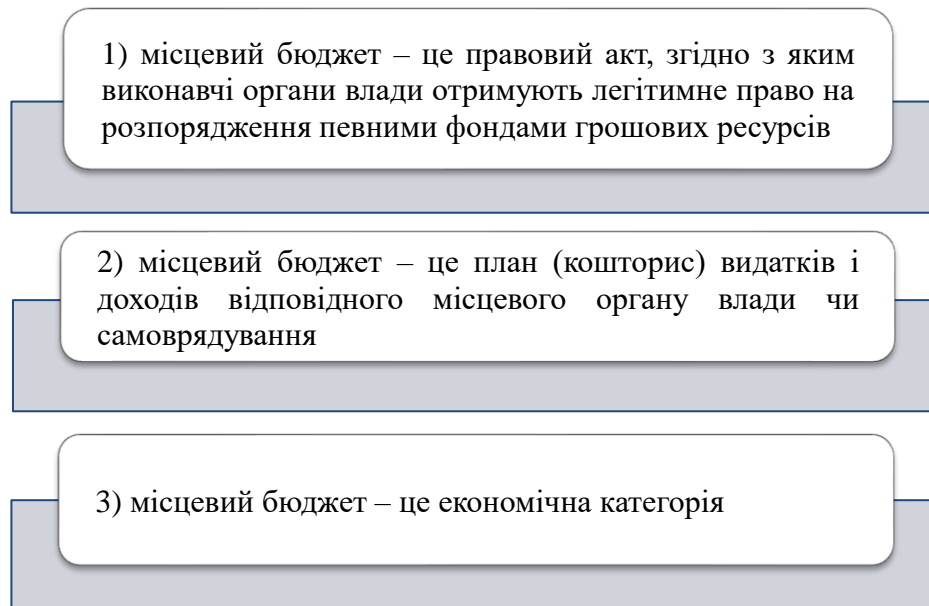 1) місцевий бюджет – це правовий акт, згідно з яким
виконавчі органи влади отримують легітимне право на
розпорядження певними фондами грошових ресурсів
2) місцевий бюджет – це план (кошторис) видатків і
доходів відповідного місцевого органу влади чи
самоврядування
3) місцевий бюджет – це економічна категорія